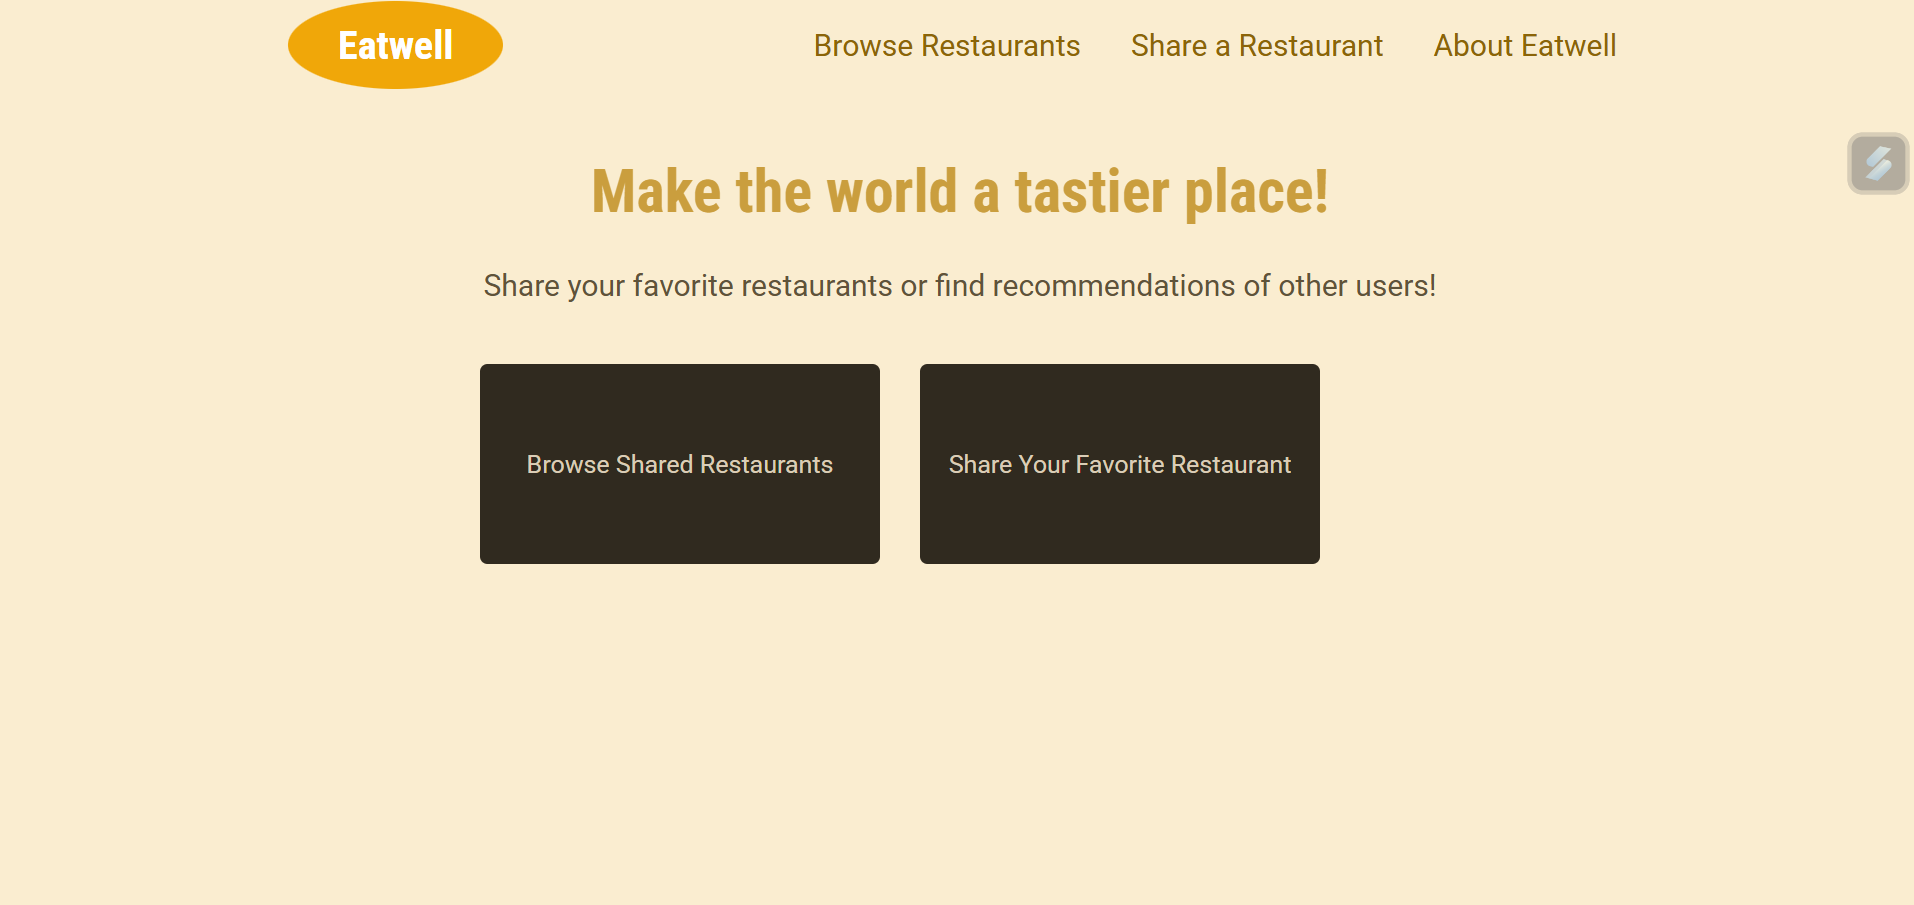 Eatwell
Browse Restaurants
Share a Restaurant
About Eatwell
Make the world a tastier place!
Share your favorite restaurants or find recommendations of other users!
Browse Shared Restaurants
Share Your Favorite Restaurant